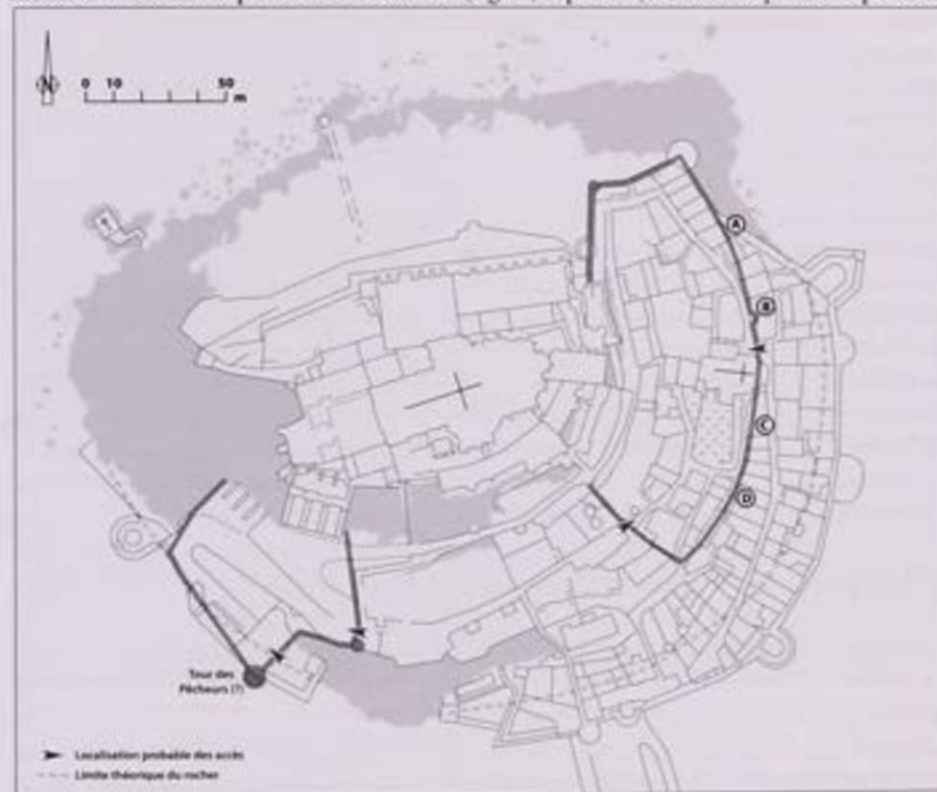 N
0 10 50
m
A
B
C
D
Tour des
Pêcheurs (?)
Localisation probable des accès
Limite théorique du rocher